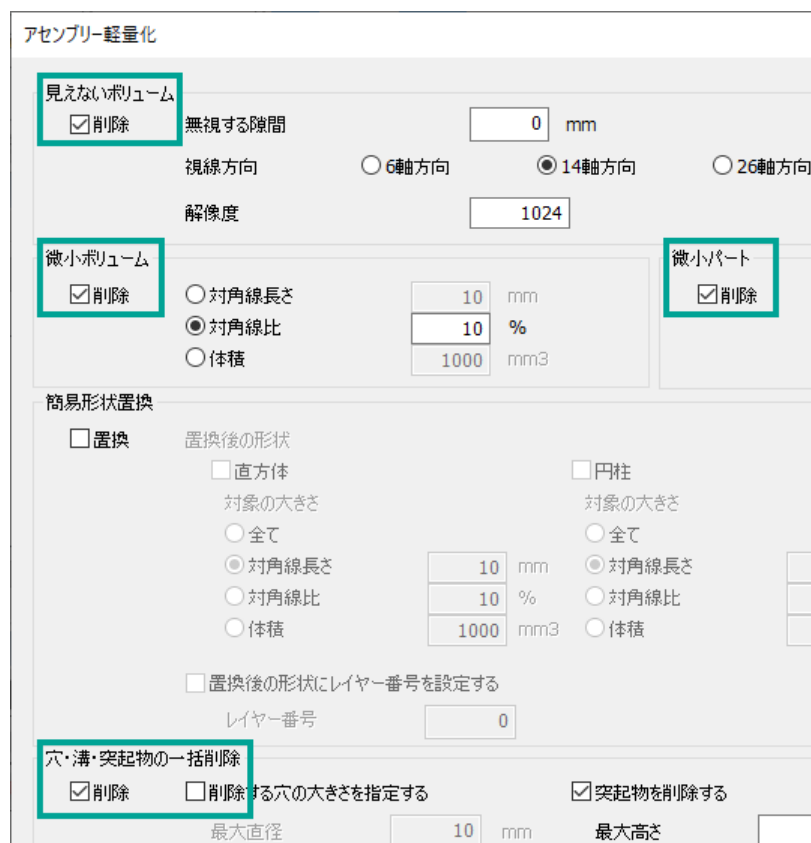 アセンブリー軽量化
見えないボリューム
削除 無視する隙間 0 mm
視線方向 6軸方向 14軸方向 26軸方向
解像度 1024
微小ボリューム 微小パート
削除 対角線長さ 10 mm 削除
対角線比 10 %
体積 1000 mm3
簡易形状置換
置換 置換後の形状
直方体 円柱
対象の大きさ 対象の大きさ
全て 全て
対角線長さ 10 mm 対角線長さ
対角線比 10 % 対角線比
体積 1000 mm3 体積
置換後の形状にレイヤー番号を設定する
レイヤー番号 0
穴・溝・突起物の一括削除
削除 削除する穴の大きさを指定する 突起物を削除する
最大直径 10 mm 最大高さ